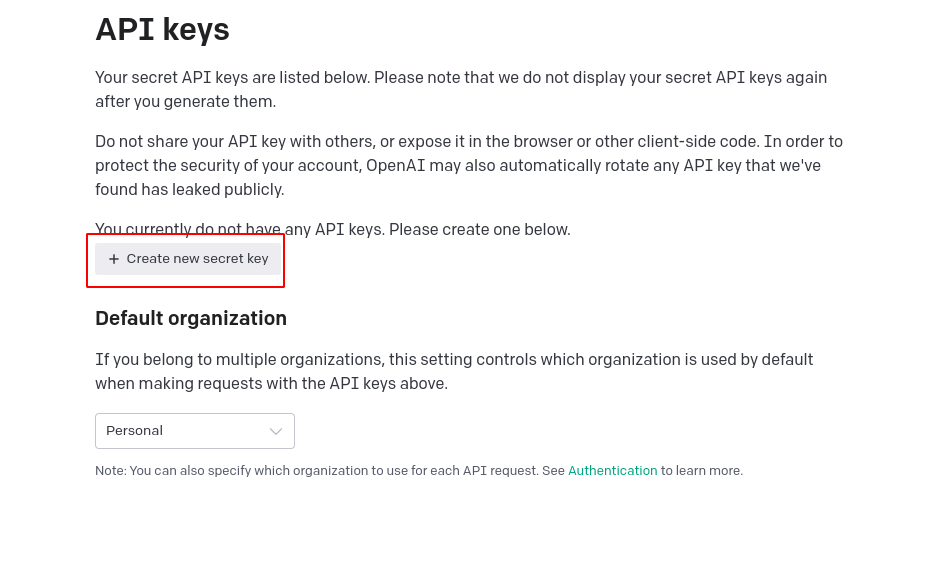 API keys
Your secret API keys are listed below. Please note that we do not display your secret API keys again
after you generate them.
Do not share your API key with others, or expose it in the browser or other client-side code. In order to
protect the security of your account, OpenAI may also automatically rotate any API key that we've
found has leaked publicly.
You currently do not have any API keys. Please create one below.
+ Create new secret key
Default organization
If you belong to multiple organizations, this setting controls which organization is used by default
when making requests with the API keys above.
Personal
Note: You can also specify which organization to use for each API request. See Authentication to learn more.